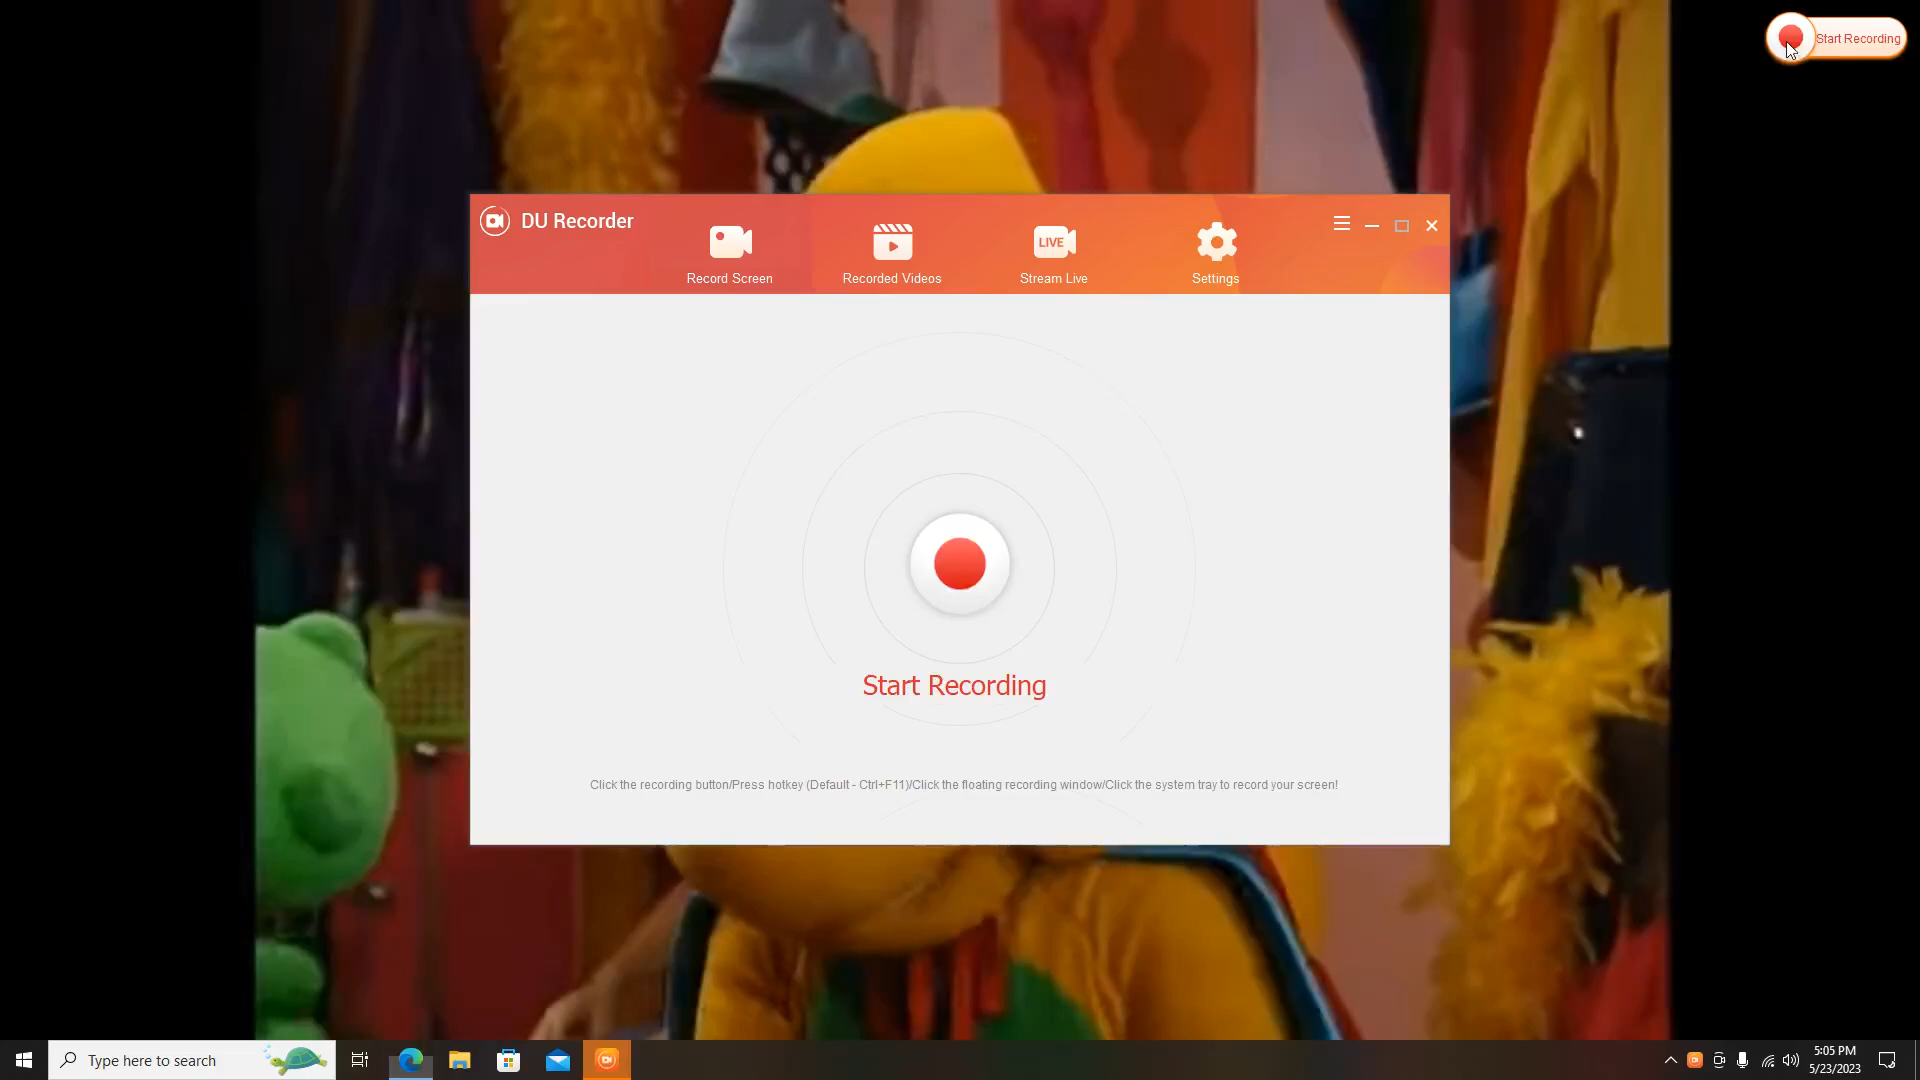 Start Recording
DU Recorder
Record Screen
Recorded Videos
LIVE
Stream Live
Settings
Start Recording
Click the recording button/Press hotkey (Default - Ctrl+F11)/Click the floating recording window/Click the system tray to record your screen!
Type here to search
5:05 PM
5/23/2023